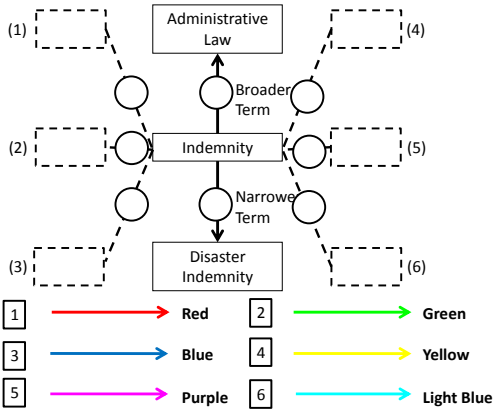 (1)
Administrative
Law
(4)
Broader
Term
(2)
Indemnity
(5)
Narrowe
Term
(3)
Disaster
Indemnity
(6)
1 Red
2 Green
3 Blue
4 Yellow
5 Purple
6 Light Blue